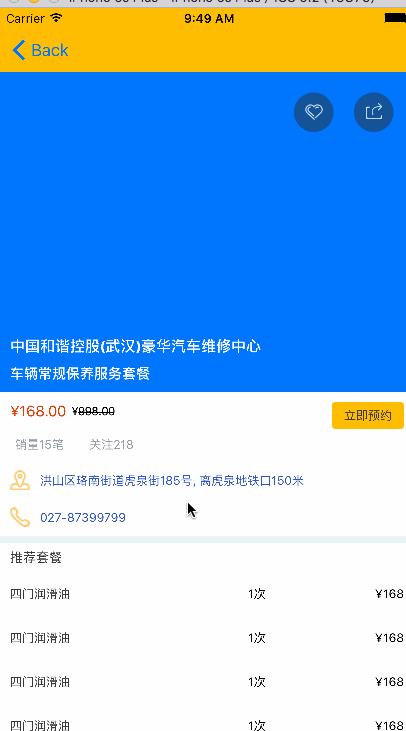 Carrier 9:49 AM
Back
中国和谐控股(武汉)豪华汽车维修中心
车辆常规保养服务套餐
¥168.00 ¥998.00 立即预约
销量15笔 关注218
洪山区珞南街道虎泉街185号, 离虎泉地铁口150米
027-87399799
推荐套餐
四门润滑油 1次 ¥168
四门润滑油 1次 ¥168
四门润滑油 1次 ¥168
四门润滑油 1次 ¥168